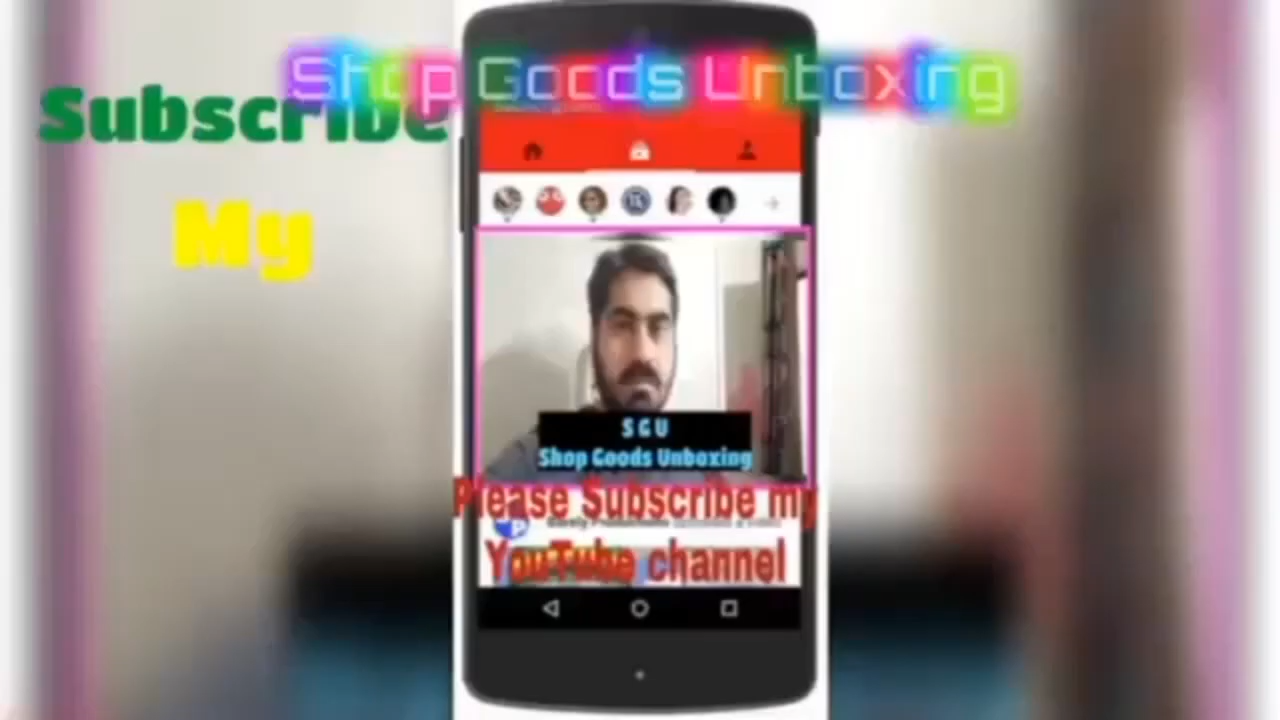 Shop Goods Unboxing
Subscribe
My
S G U
Shop Goods Unboxing
Please Subscribe my
YouTube channel